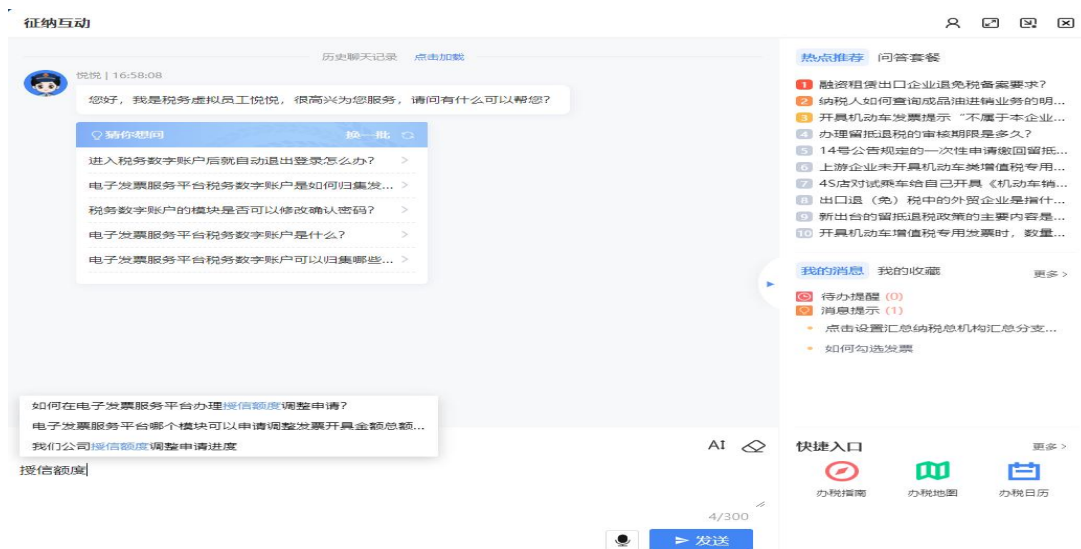 征纳互动
历史聊天记录 点击加载
悦悦 | 16:58:08
您好，我是税务虚拟员工悦悦，很高兴为您服务，请问有什么可以帮您?
猜你想问 换一批
进入税务数字账户后就自动退出登录怎么办?
电子发票服务平台税务数字账户是如何归集发...
税务数字账户的模块是否可以修改确认密码?
电子发票服务平台税务数字账户是什么?
电子发票服务平台税务数字账户可以归集哪些...
如何在电子发票服务平台办理授信额度调整申请?
电子发票服务平台哪个模块可以申请调整发票开具金额总额...
我们公司授信额度调整申请进度
AI
授信额度
4/300
发送
热点推荐 问答套餐
1 融资租赁出口企业退免税备案要求?
2 纳税人如何查询成品油进销业务的明...
3 开具机动车发票提示“不属于本企业...
4 办理留抵退税的审核期限是多久?
5 14号公告规定的一次性申请缴回留抵...
6 上游企业未开具机动车类增值税专用...
7 4S店对试乘车给自己开具《机动车销...
8 出口退（免）税中的外贸企业是指什...
9 新出台的留抵退税政策的主要内容是...
10 开具机动车增值税专用发票时，数量...
我的消息 我的收藏 更多 >
待办提醒 (0)
消息提示 (1)
点击设置汇总纳税总机构汇总分支...
如何勾选发票
快捷入口 更多 >
办税指南 办税地图 办税日历